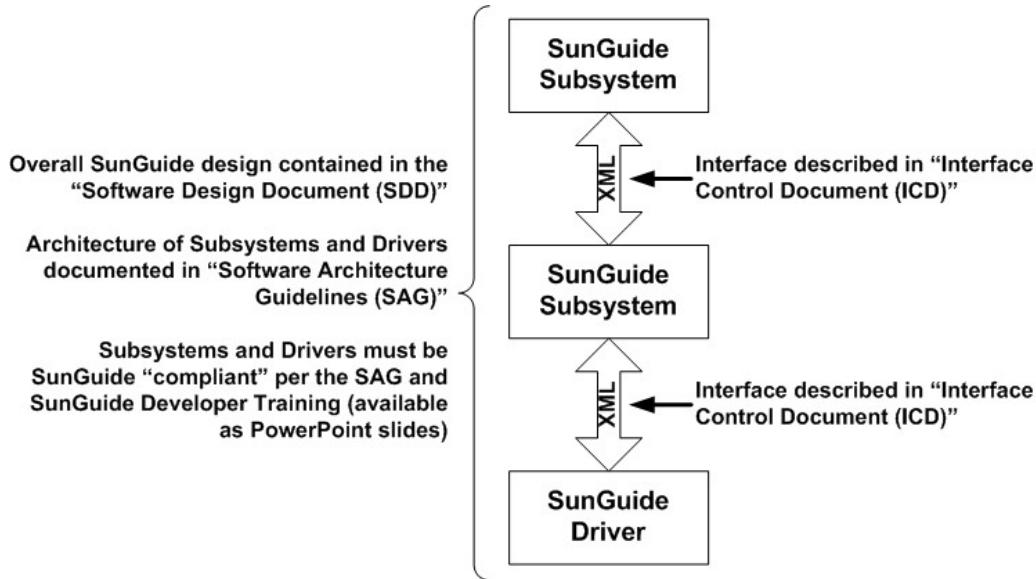 SunGuide
Subsystem
XML
Interface described in “Interface
Control Document (ICD)”
Overall SunGuide design contained in the
“Software Design Document (SDD)”
Architecture of Subsystems and Drivers
documented in “Software Architecture
Guidelines (SAG)”
Subsystems and Drivers must be
SunGuide “compliant” per the SAG and
SunGuide Developer Training (available
as PowerPoint slides)
SunGuide
Subsystem
XML
Interface described in “Interface
Control Document (ICD)”
SunGuide
Driver